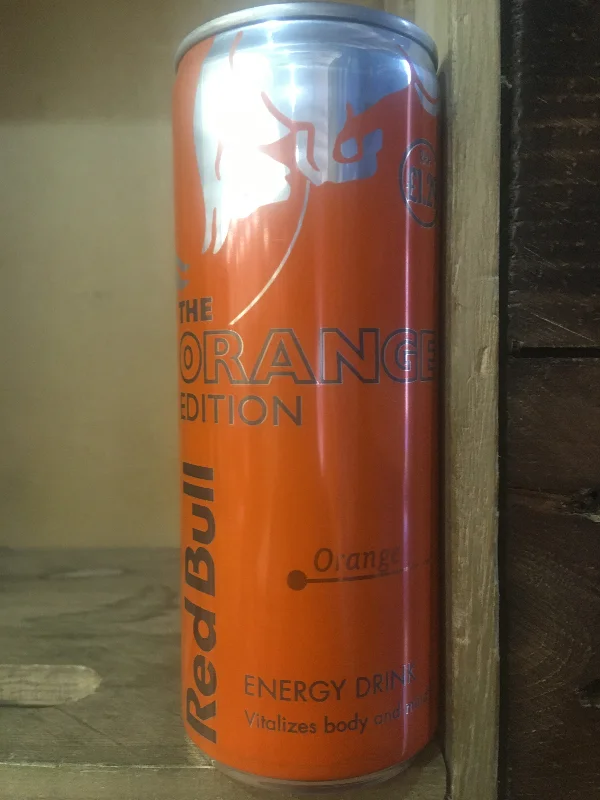 THE
ORANGE
EDITION
Red Bull
Orange
ENERGY DRINK
Vitalizes body and